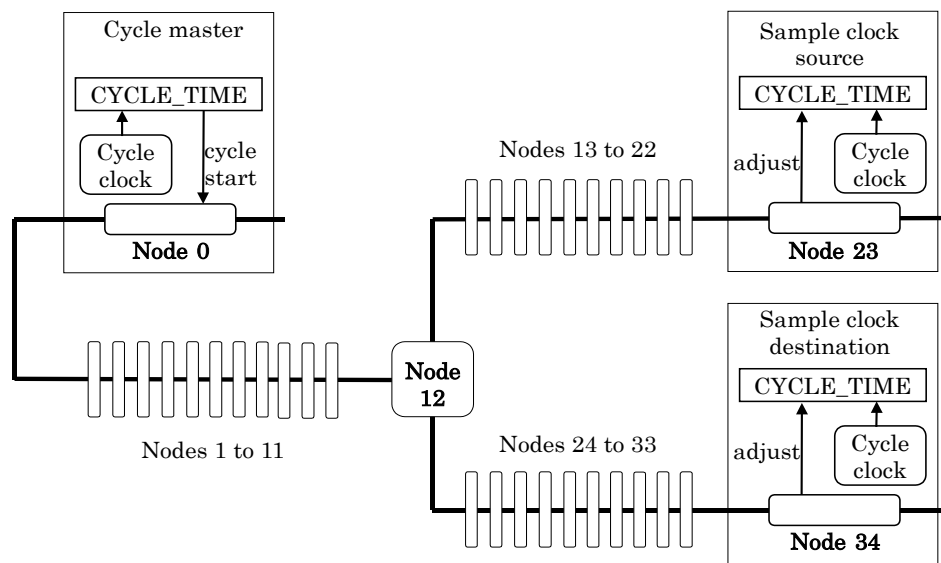 Cycle master
CYCLE_TIME
Cycle
clock
cycle
start
Node 0
Nodes 1 to 11
Node
12
Nodes 13 to 22
Sample clock
source
CYCLE_TIME
adjust
Cycle
clock
Node 23
Nodes 24 to 33
Sample clock
destination
CYCLE_TIME
adjust
Cycle
clock
Node 34